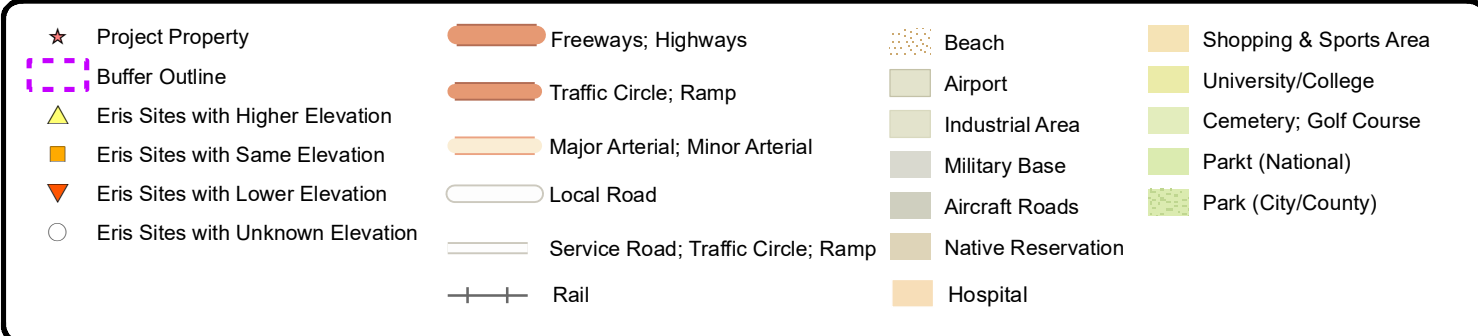 Project Property
Buffer Outline
Eris Sites with Higher Elevation
Eris Sites with Same Elevation
Eris Sites with Lower Elevation
Eris Sites with Unknown Elevation
Freeways; Highways
Traffic Circle; Ramp
Major Arterial; Minor Arterial
Local Road
Service Road; Traffic Circle; Ramp
Rail
Beach
Airport
Industrial Area
Military Base
Aircraft Roads
Native Reservation
Hospital
Shopping & Sports Area
University/College
Cemetery; Golf Course
Parkt (National)
Park (City/County)